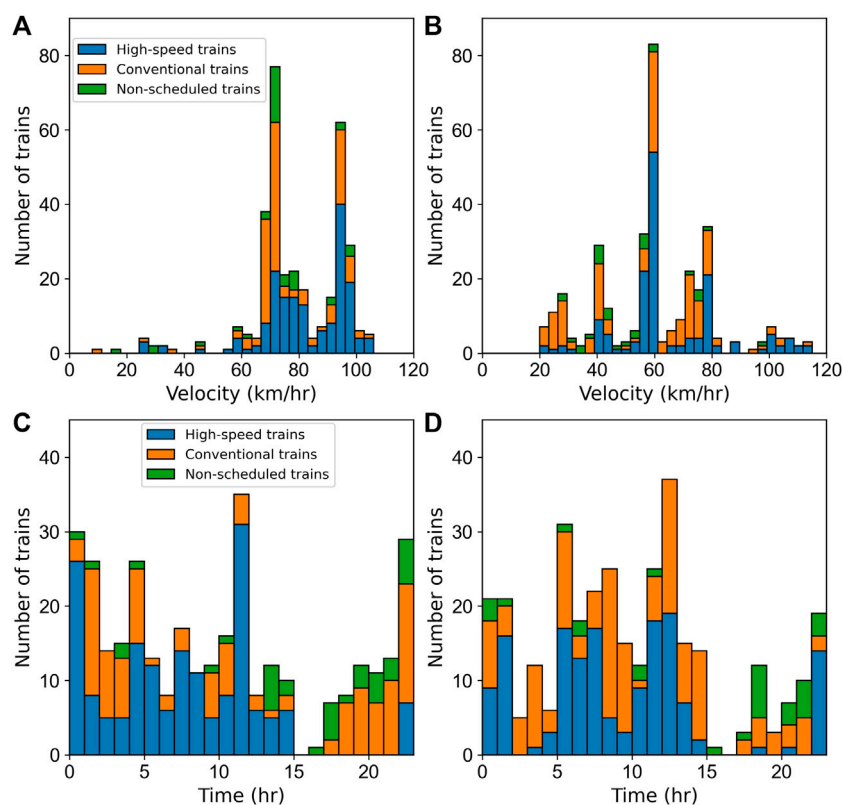 A
B
High-speed trains
Conventional trains
Non-scheduled trains
Number of trains
0
20
40
60
80
0
20
40
60
80
100
120
Velocity (km/hr)
Number of trains
0
20
40
60
80
0
20
40
60
80
100
120
Velocity (km/hr)
C
D
High-speed trains
Conventional trains
Non-scheduled trains
Number of trains
0
10
20
30
40
0
5
10
15
20
Time (hr)
Number of trains
0
10
20
30
40
0
5
10
15
20
Time (hr)